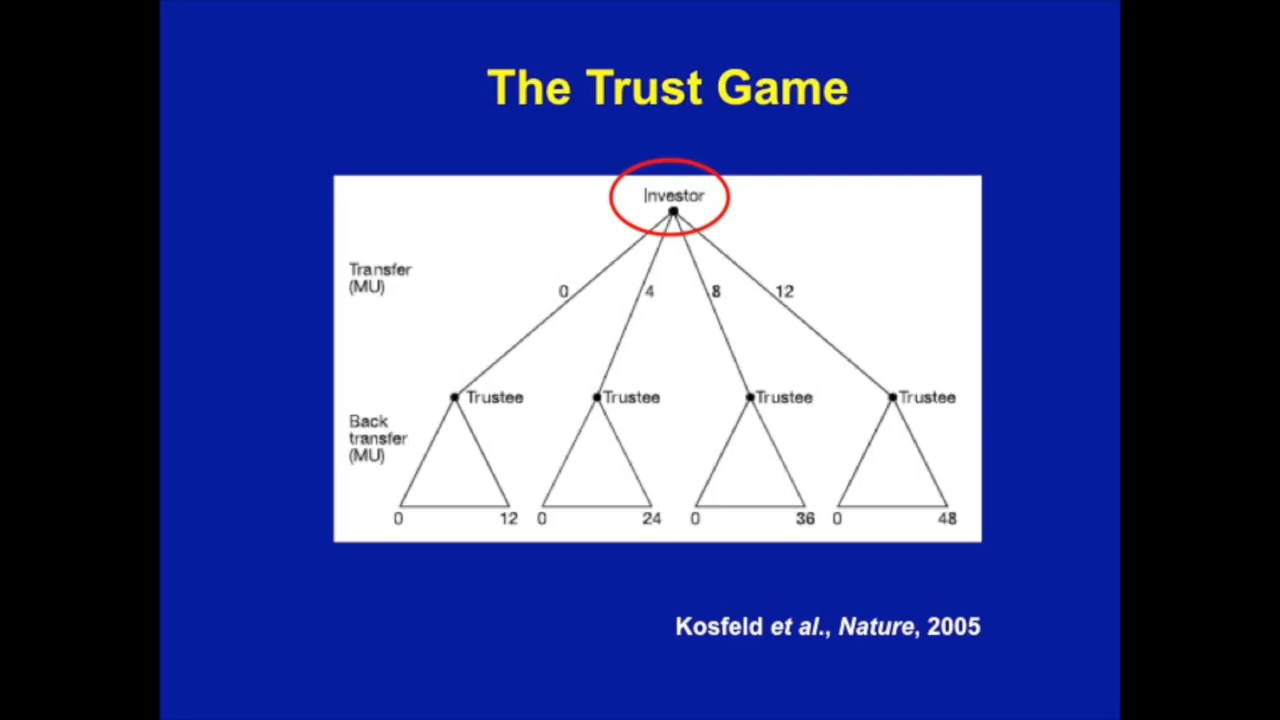 The Trust Game
Investor
Transfer
(MU)
0 4 8 12
Trustee Trustee Trustee Trustee
Back
transfer
(MU)
0 12 0 24 0 36 0 48
Kosfeld et al., Nature, 2005